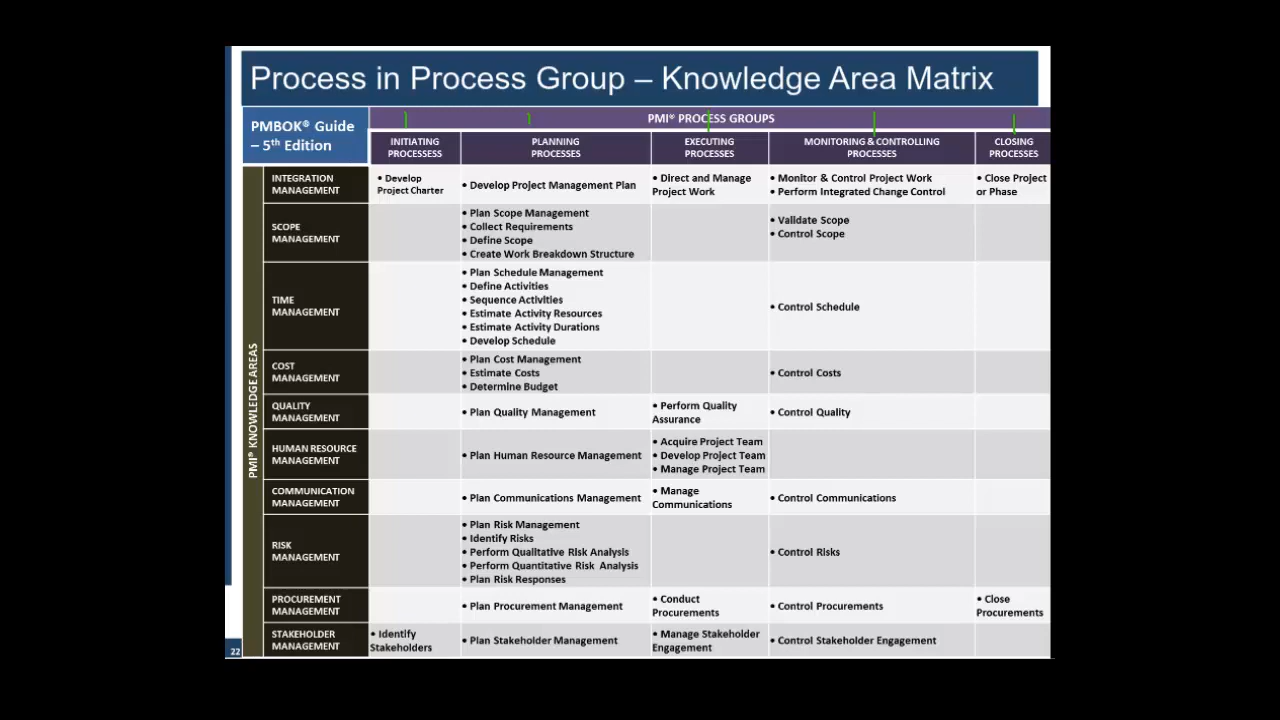 Process in Process Group – Knowledge Area Matrix
PMBOK® Guide
– 5th Edition
PMI® PROCESS GROUPS
INITIATING
PROCESSESS
PLANNING
PROCESSES
EXECUTING
PROCESSES
MONITORING & CONTROLLING
PROCESSES
CLOSING
PROCESSES
PMI® KNOWLEDGE AREAS
INTEGRATION
MANAGEMENT
• Develop
Project Charter
• Develop Project Management Plan
• Direct and Manage
Project Work
• Monitor & Control Project Work
• Perform Integrated Change Control
• Close Project
or Phase
SCOPE
MANAGEMENT
• Plan Scope Management
• Collect Requirements
• Define Scope
• Create Work Breakdown Structure
• Validate Scope
• Control Scope
TIME
MANAGEMENT
• Plan Schedule Management
• Define Activities
• Sequence Activities
• Estimate Activity Resources
• Estimate Activity Durations
• Develop Schedule
• Control Schedule
COST
MANAGEMENT
• Plan Cost Management
• Estimate Costs
• Determine Budget
• Control Costs
QUALITY
MANAGEMENT
• Plan Quality Management
• Perform Quality
Assurance
• Control Quality
HUMAN RESOURCE
MANAGEMENT
• Plan Human Resource Management
• Acquire Project Team
• Develop Project Team
• Manage Project Team
COMMUNICATION
MANAGEMENT
• Plan Communications Management
• Manage
Communications
• Control Communications
RISK
MANAGEMENT
• Plan Risk Management
• Identify Risks
• Perform Qualitative Risk Analysis
• Perform Quantitative Risk Analysis
• Plan Risk Responses
• Control Risks
PROCUREMENT
MANAGEMENT
• Plan Procurement Management
• Conduct
Procurements
• Control Procurements
• Close
Procurements
STAKEHOLDER
MANAGEMENT
• Identify
Stakeholders
• Plan Stakeholder Management
• Manage Stakeholder
Engagement
• Control Stakeholder Engagement
22